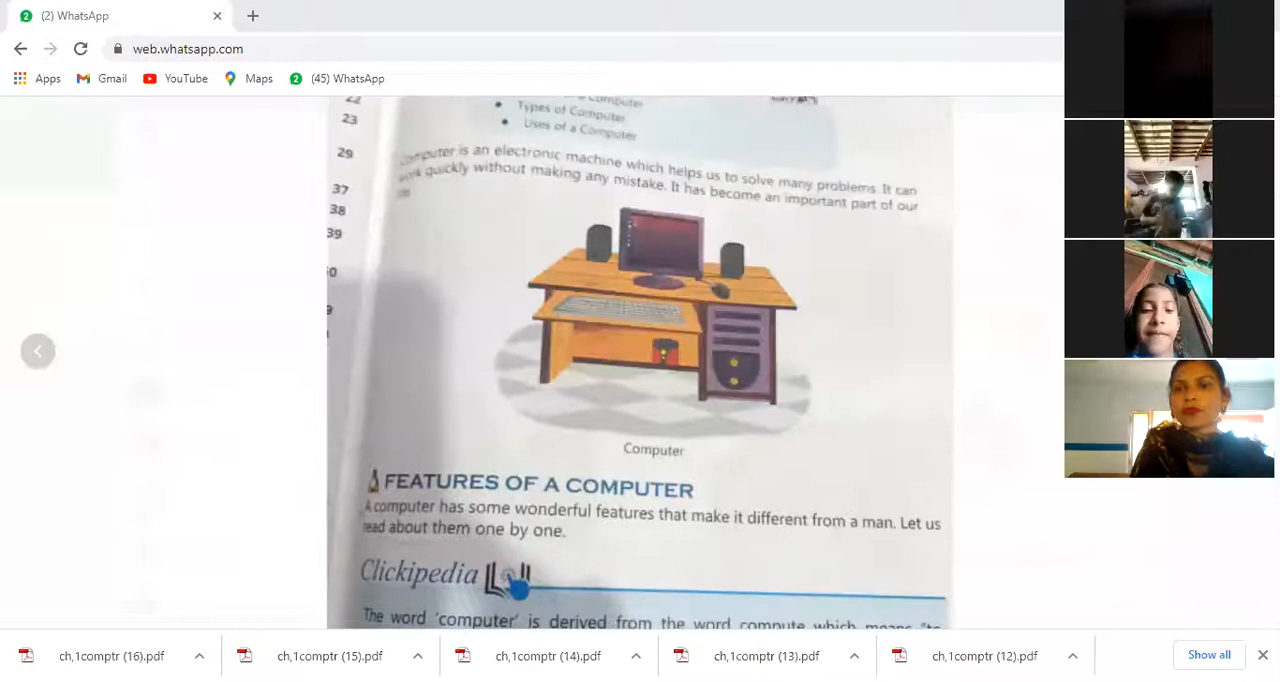 (2) WhatsApp
web.whatsapp.com
Apps Gmail YouTube Maps (45) WhatsApp
22
23
29
37
38
39
Computer
• Types of Computer
• Uses of a Computer
computer is an electronic machine which helps us to solve many problems. It can
work quickly without making any mistake. It has become an important part of our
Computer
FEATURES OF A COMPUTER
A computer has some wonderful features that make it different from a man. Let us
read about them one by one.
Clickipedia
The word 'computer' is derived from the word compute which means "to
ch,1comptr (16).pdf ch,1comptr (15).pdf ch,1comptr (14).pdf ch,1comptr (13).pdf ch,1comptr (12).pdf Show all